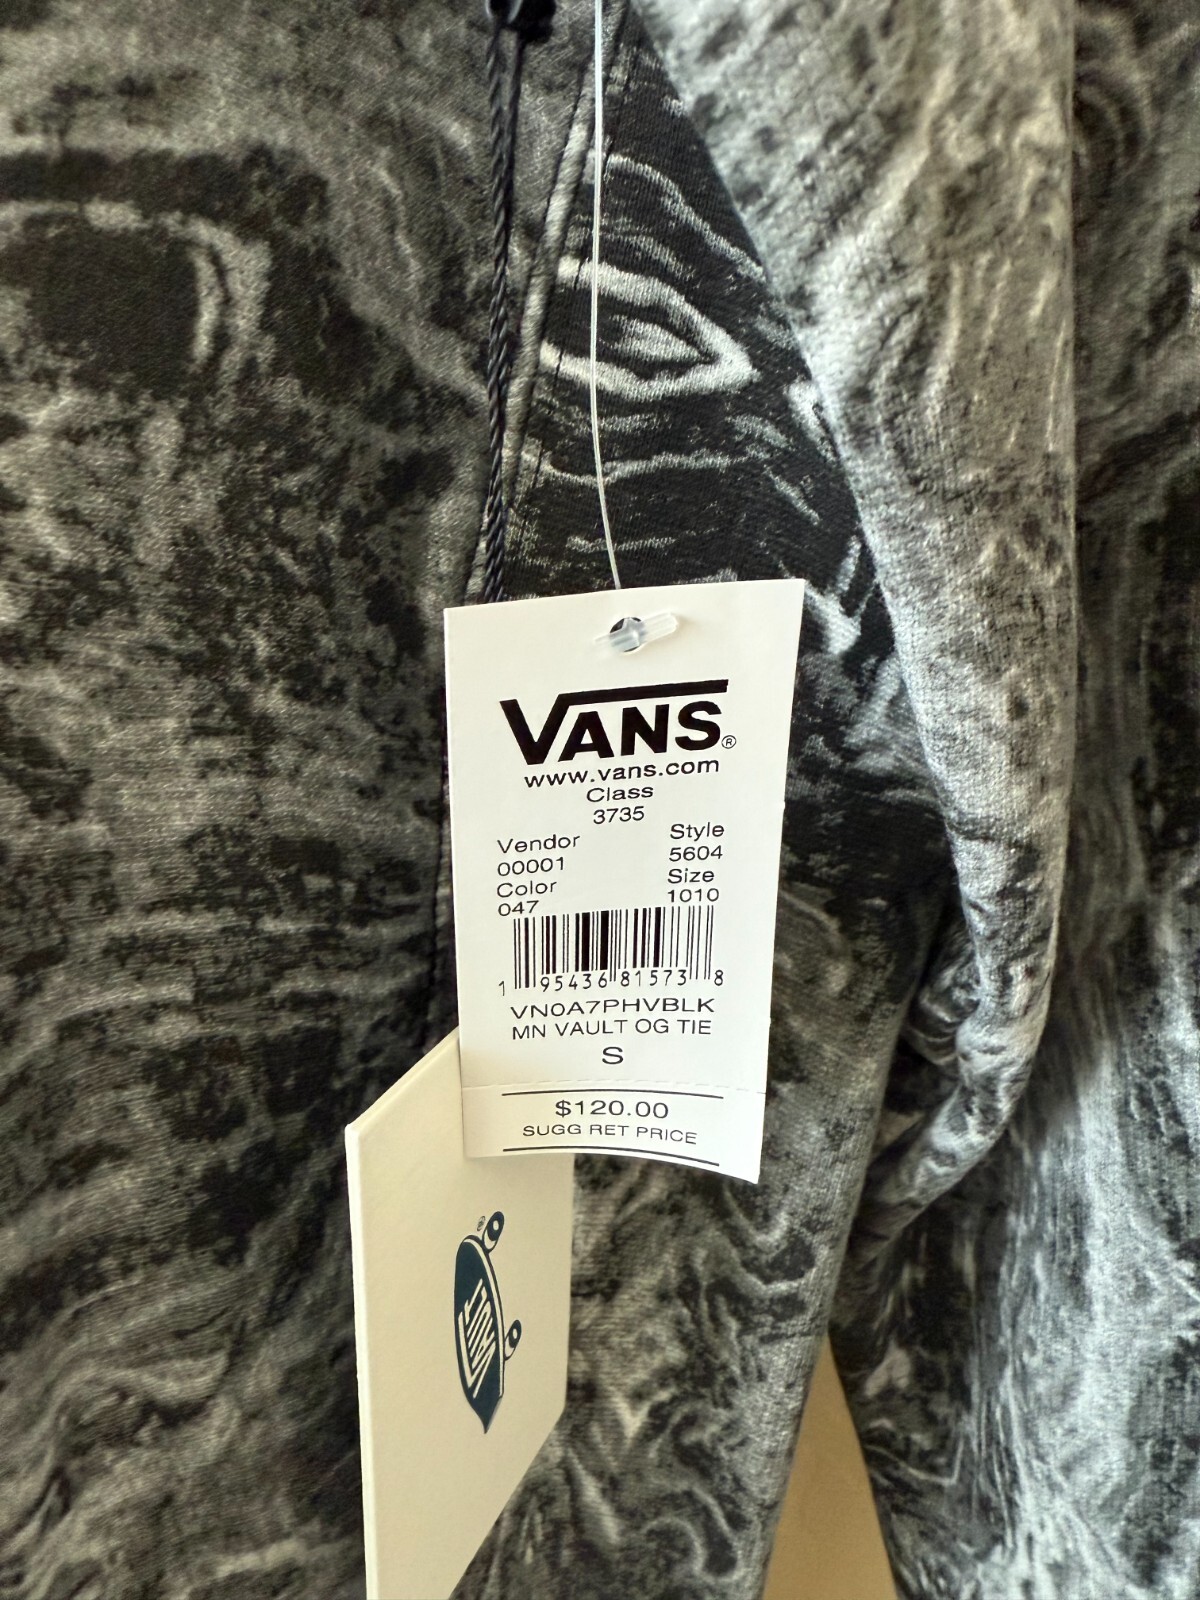 VANS®
www.vans.com
Class
3735
Vendor Style
00001 5604
Color Size
047 1010
1 95436 81573 8
VN0A7PHVBLK
MN VAULT OG TIE
S
$120.00
SUGG RET PRICE
VAULT
®